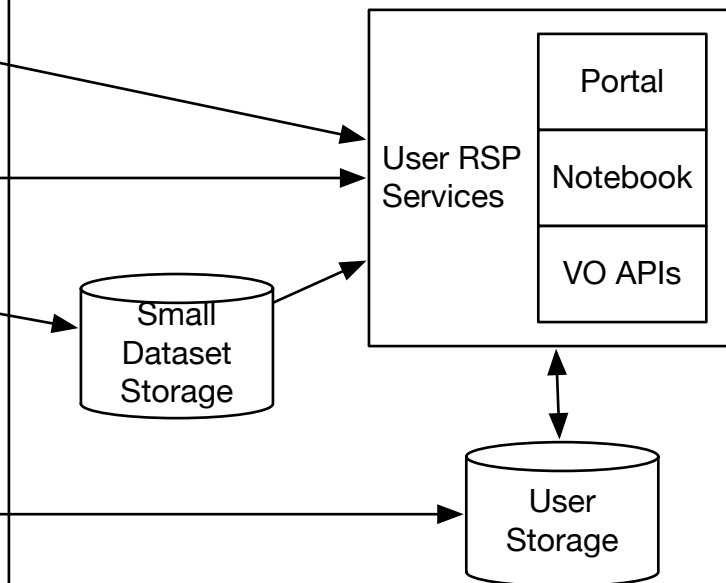 Portal
User RSP
Services
Notebook
VO APIs
Small
Dataset
Storage
User
Storage